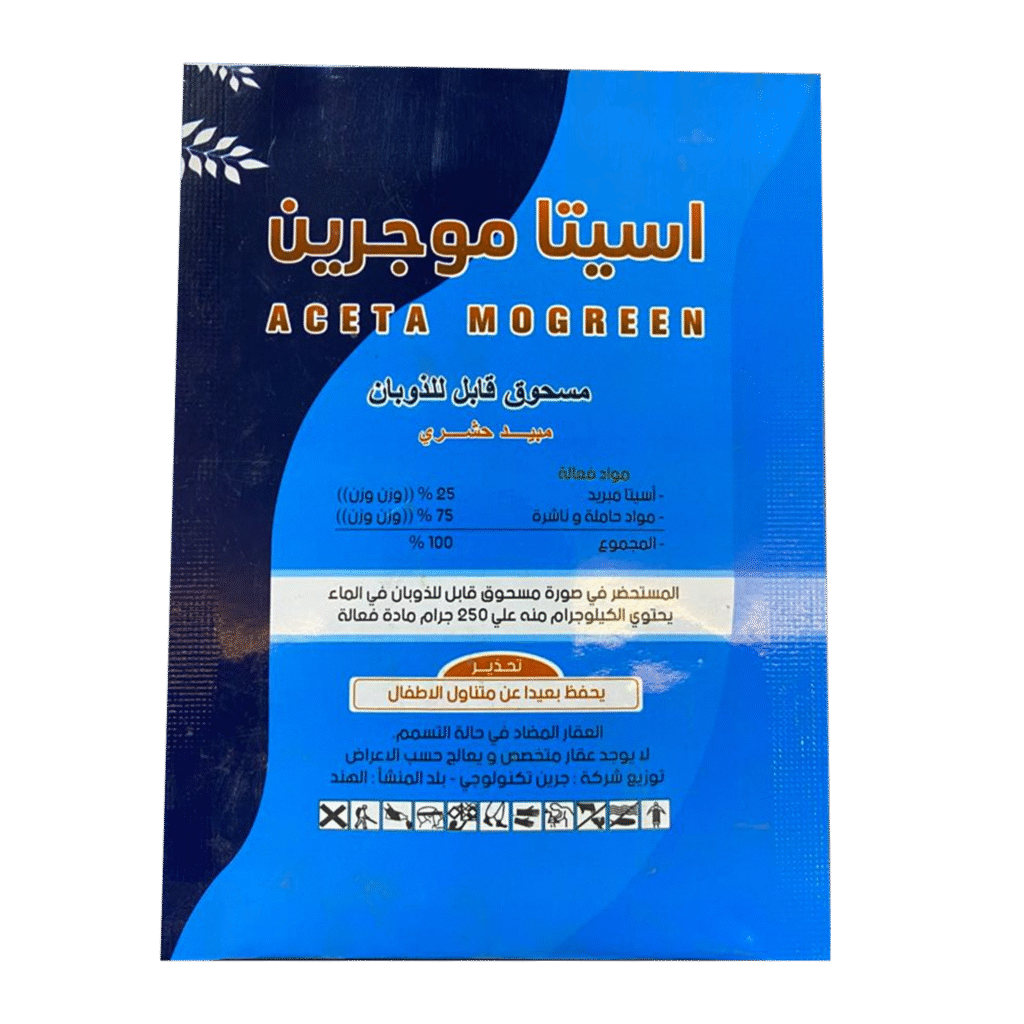 اسيتا موجرين
ACETA MOGREEN
مسحوق قابل للذوبان
مبيد حشري
مواد فعالة
- أسيتا مبريد 25 % ((وزن وزن))
- مواد حاملة و ناشرة 75 % ((وزن وزن))
- المجموع 100 %
المستحضر في صورة مسحوق قابل للذوبان في الماء
يحتوي الكيلوجرام منه علي 250 جرام مادة فعالة
تحذير
يحفظ بعيدا عن متناول الاطفال
العقار المضاد في حالة التسمم.
لا يوجد عقار متخصص و يعالج حسب الاعراض
توزيع شركة : جرين تكنولوجي - بلد المنشأ : الهند